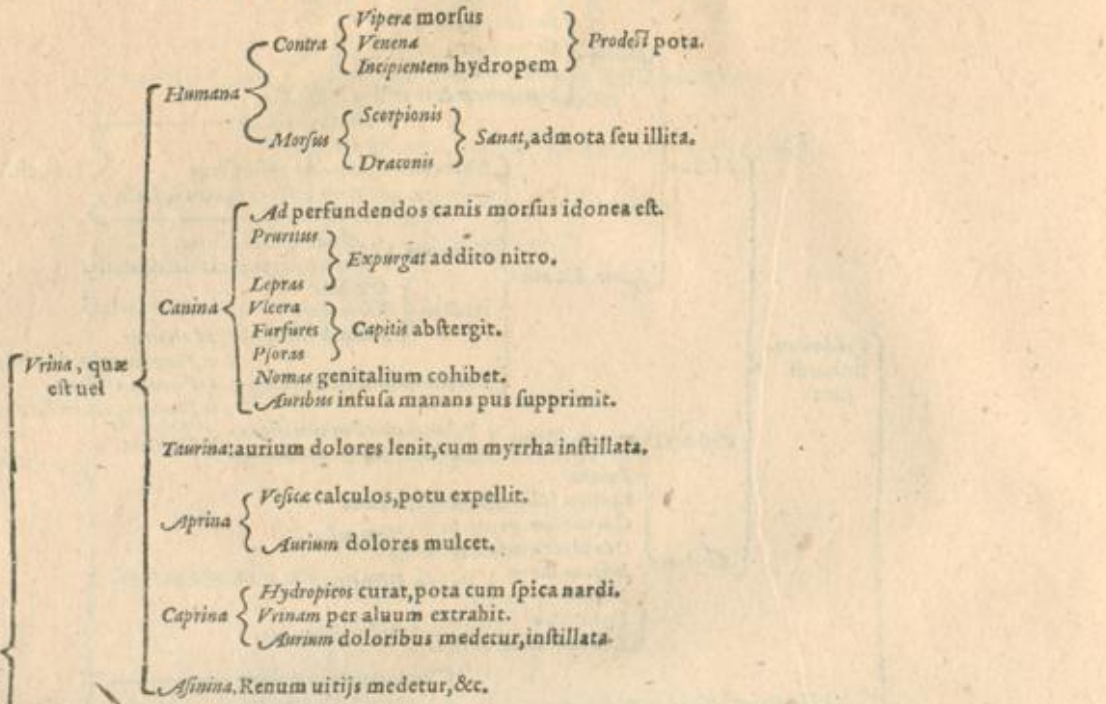 Viperæ morſus
Contra Venena Prodeſt pota.
Incipientem hydropem
Humana
Scorpionis
Morſus Sanat, admota ſeu illita.
Draconis
Ad perfundendos canis morſus idonea eſt.
Pruritus
Expurgat addito nitro.
Lepras
Canina Vlcera
Furfures Capitis abſtergit.
Pſoras
Nomas genitalium cohibet.
Auribus infuſa manans pus ſupprimit.
Vrina, quæ
eſt uel
Taurina: aurium dolores lenit, cum myrrha inſtillata.
Veſicæ calculos, potu expellit.
Aprina
Aurium dolores mulcet.
Hydropicos curat, pota cum ſpica nardi.
Caprina Vrinam per aluum extrahit.
Aurium doloribus medetur, inſtillata.
Aſinina. Renum uitijs medetur, &c.